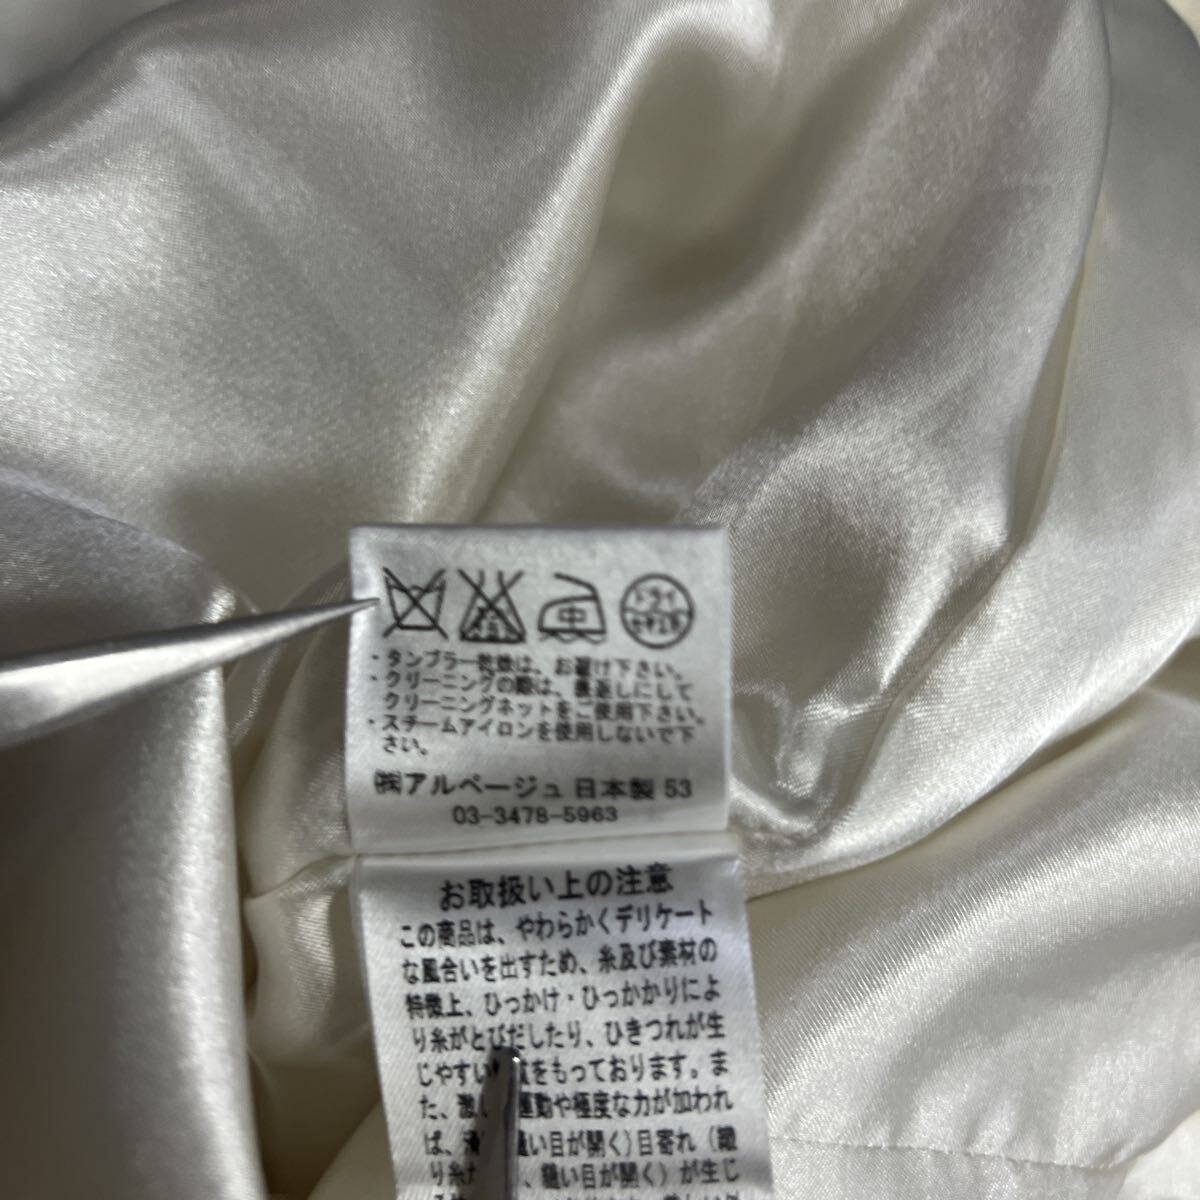 中
ドライ
セキユ系
・タンブラー乾燥は、お避け下さい。
・クリーニングの際は、裏返しにして
クリーニングネットをご使用下さい。
・スチームアイロンを使用しないで下
さい。
㈱アルページュ 日本製 53
03-3478-5963
お取扱い上の注意
この商品は、やわらかくデリケート
な風合いを出すため、糸及び素材の
特徴上、ひっかけ・ひっかかりによ
り糸がとびだしたり、ひきつれが生
じやすい をもっております。ま
た、激し 運動や極度な力が加われ
ば、滑 縫い目が開く)目寄れ(織
り糸 、縫い目が開く)が生じ